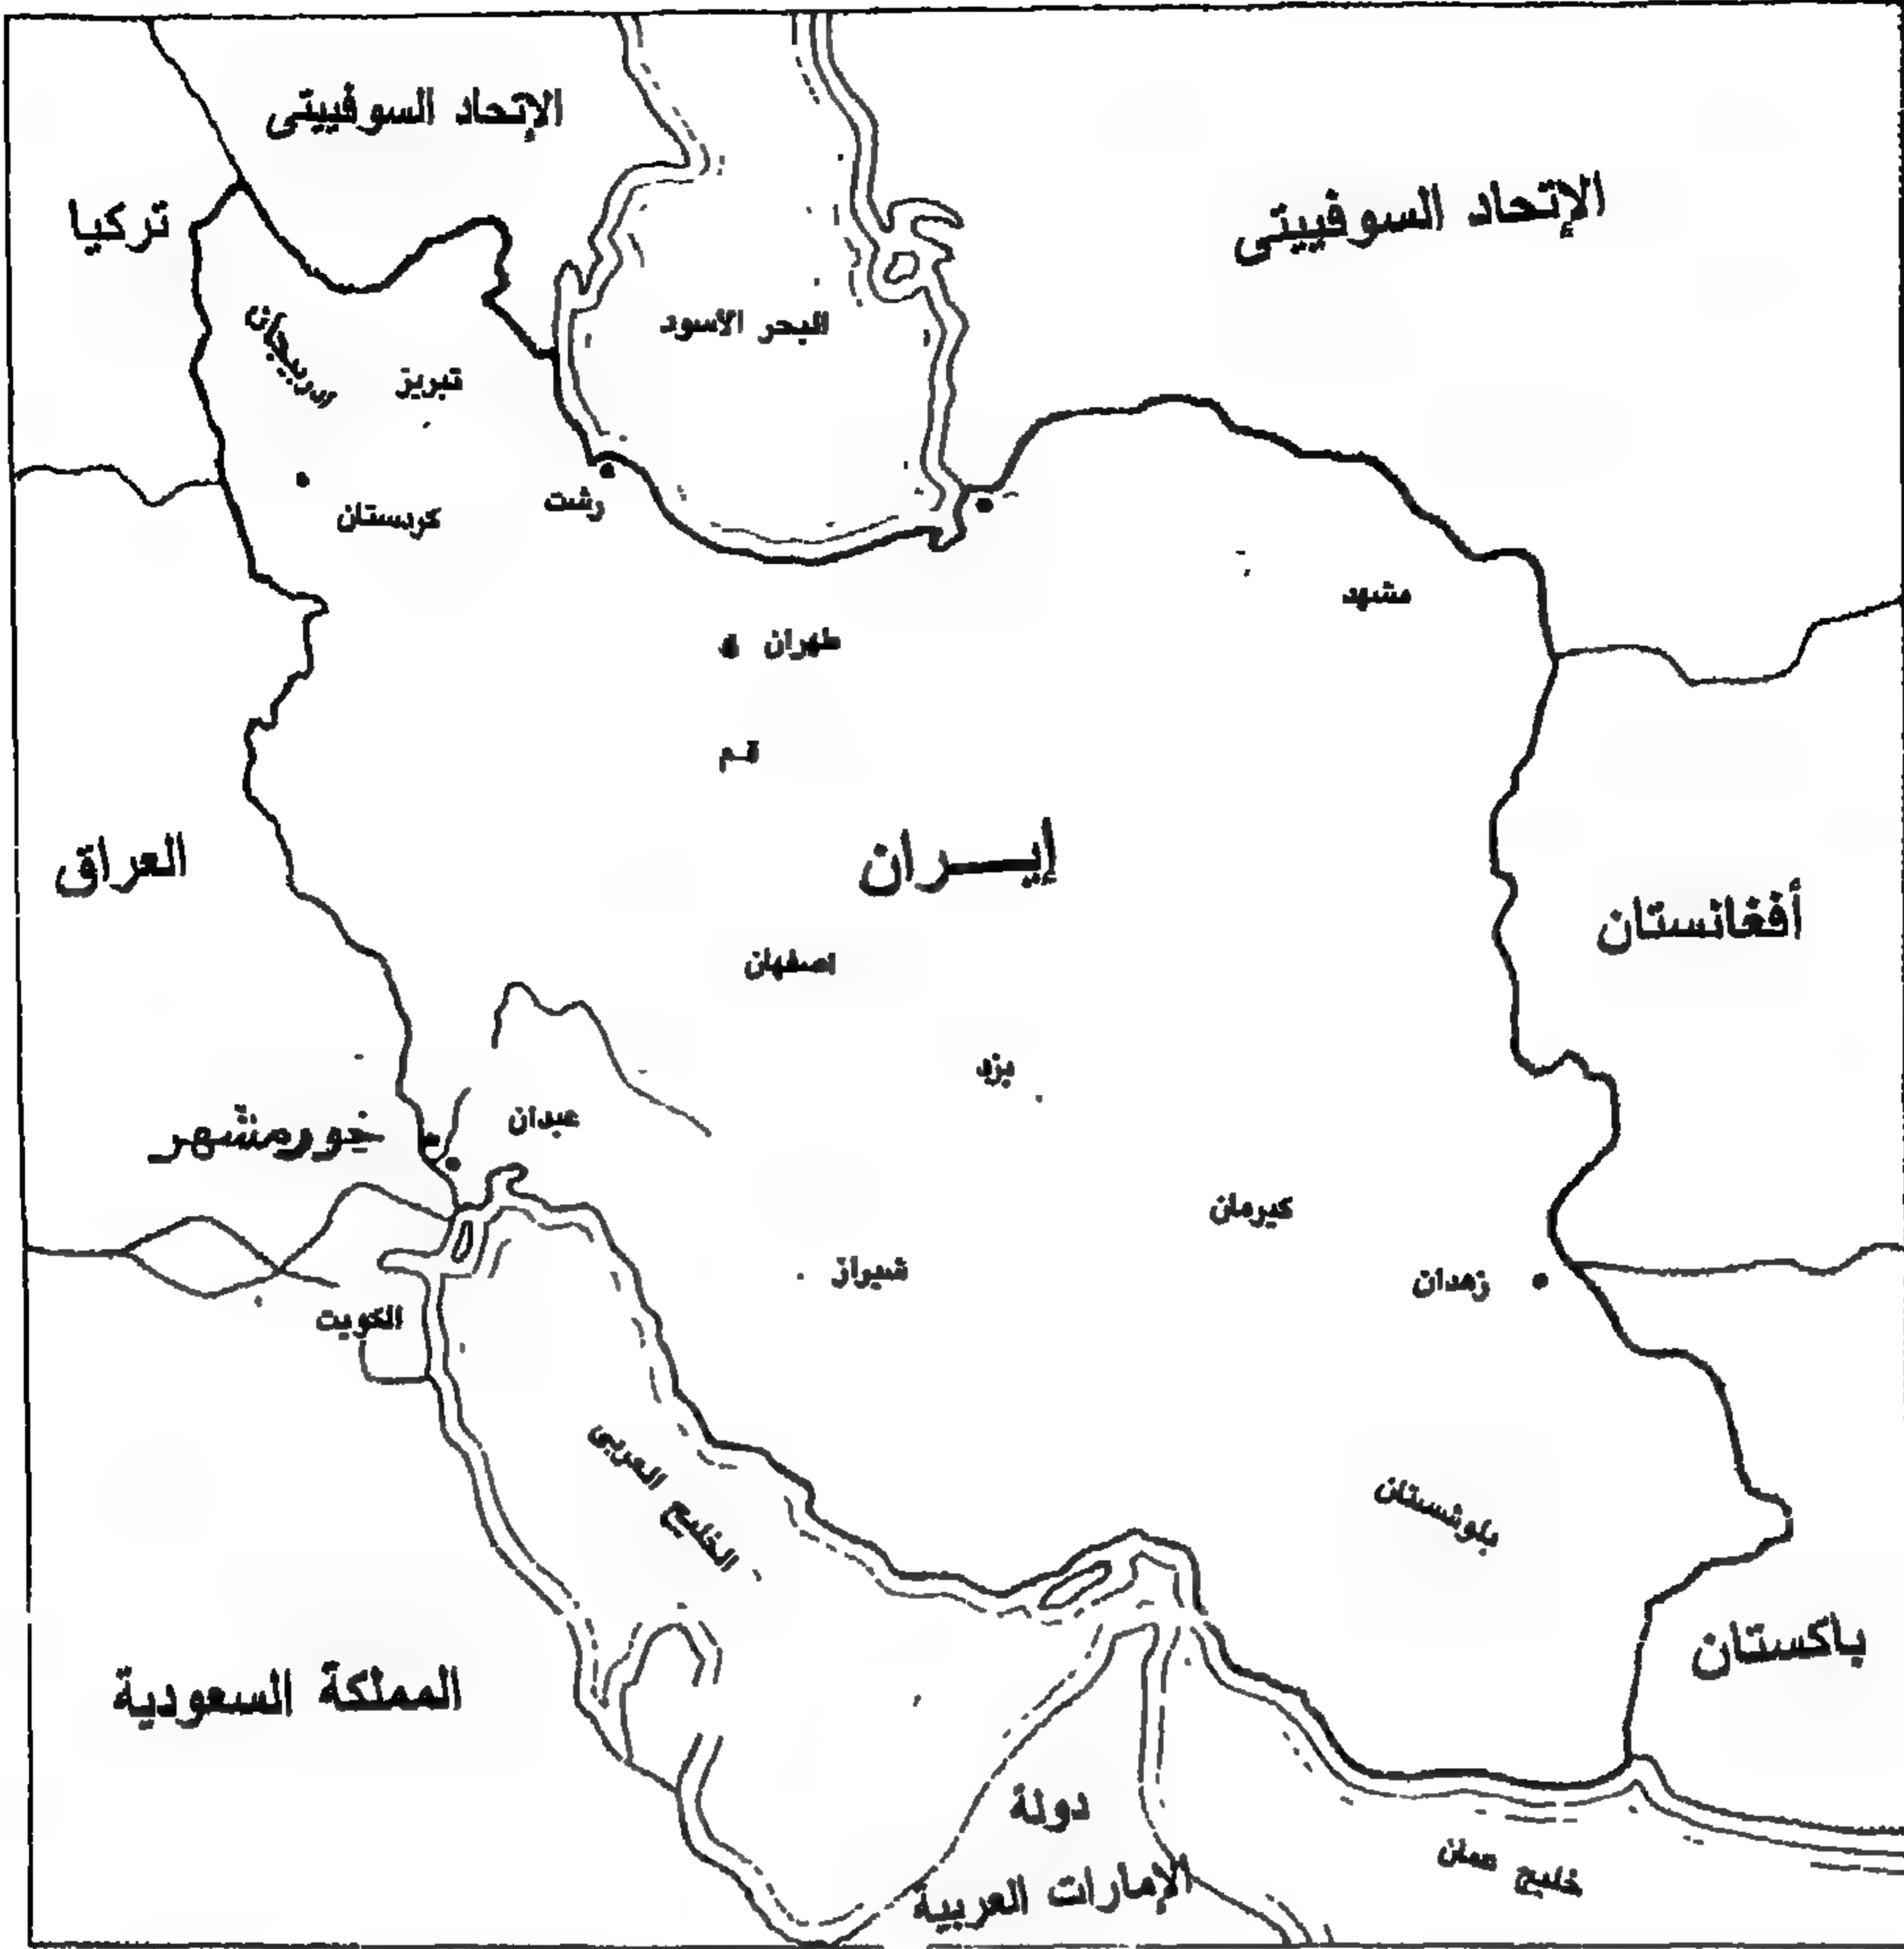 الإتحاد السوفييتى
الإتحاد السوفييتى
تركيا
البحر الأسود
تبريز
رشت
كردستان
مشهد
طهران
قم
إيـــران
العراق
أفغانستان
اصفهان
يزد
عبدان
خورمشهر
كيرمان
شيراز
زهدان
الكويت
الخليج العربى
بلوشستان
باكستان
المملكة السعودية
دولة
الإمارات العربية
خليج عمان